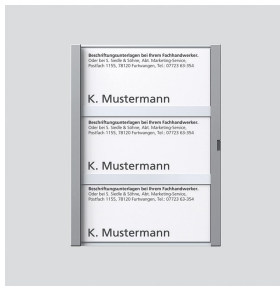 Beschriftungsunterlagen bei Ihrem Fachhandwerker.
Oder bei S. Siedle & Söhne, Abt. Marketing-Service,
Postfach 1155, 78120 Furtwangen, Tel.: 07723 63-354
K. Mustermann
Beschriftungsunterlagen bei Ihrem Fachhandwerker.
Oder bei S. Siedle & Söhne, Abt. Marketing-Service,
Postfach 1155, 78120 Furtwangen, Tel.: 07723 63-354
K. Mustermann
Beschriftungsunterlagen bei Ihrem Fachhandwerker.
Oder bei S. Siedle & Söhne, Abt. Marketing-Service,
Postfach 1155, 78120 Furtwangen, Tel.: 07723 63-354
K. Mustermann